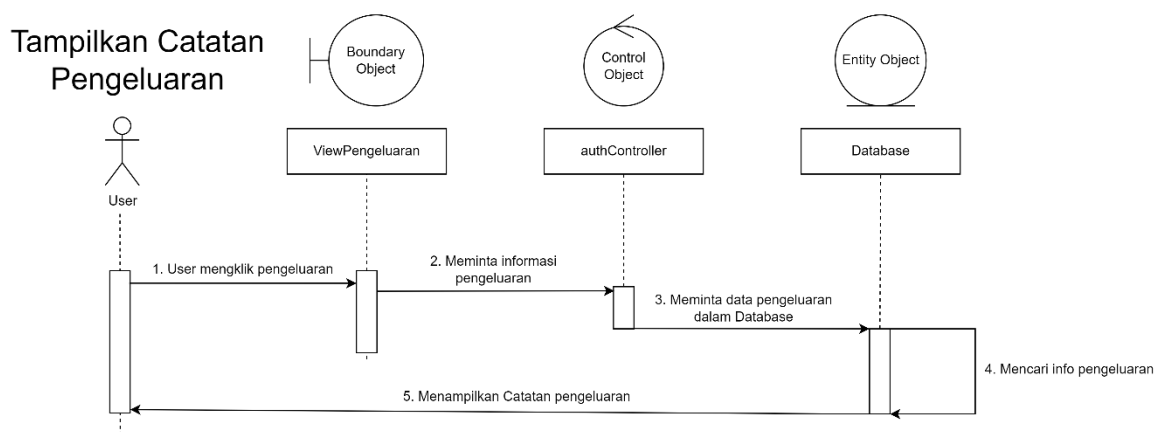 Tampilkan Catatan
Pengeluaran
Boundary
Object
Control
Object
Entity Object
ViewPengeluaran
authController
Database
User
1. User mengklik pengeluaran
2. Meminta informasi
pengeluaran
3. Meminta data pengeluaran
dalam Database
4. Mencari info pengeluaran
5. Menampilkan Catatan pengeluaran